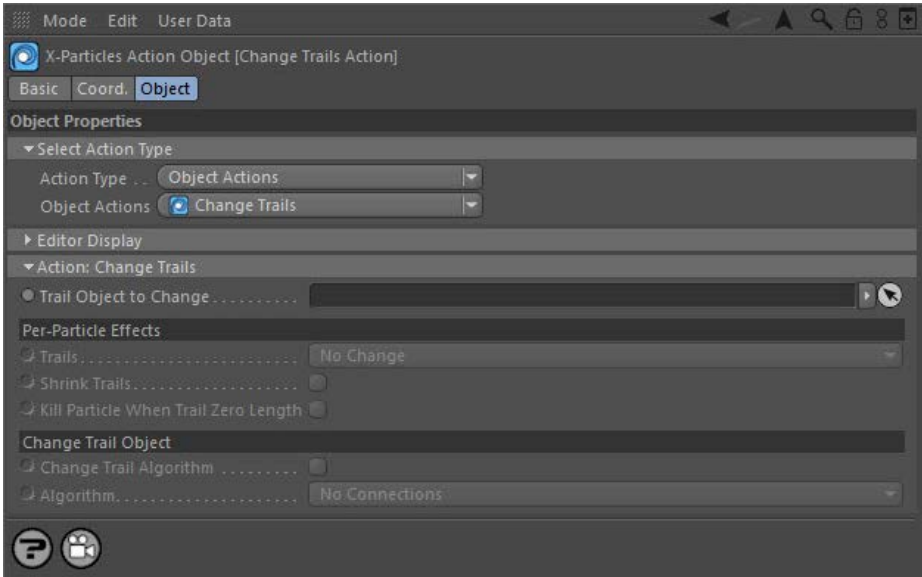 Mode Edit User Data
X-Particles Action Object [Change Trails Action]
Basic Coord. Object
Object Properties
Select Action Type
Action Type . . Object Actions
Object Actions Change Trails
Editor Display
Action: Change Trails
Trail Object to Change . . . . . . . . . .
Per-Particle Effects
Trails . . . . . . . . . . . . . . . . . . . . . . . . No Change
Shrink Trails . . . . . . . . . . . . . . . . . .
Kill Particle When Trail Zero Length
Change Trail Object
Change Trail Algorithm . . . . . . . . .
Algorithm . . . . . . . . . . . . . . . . . . . . No Connections